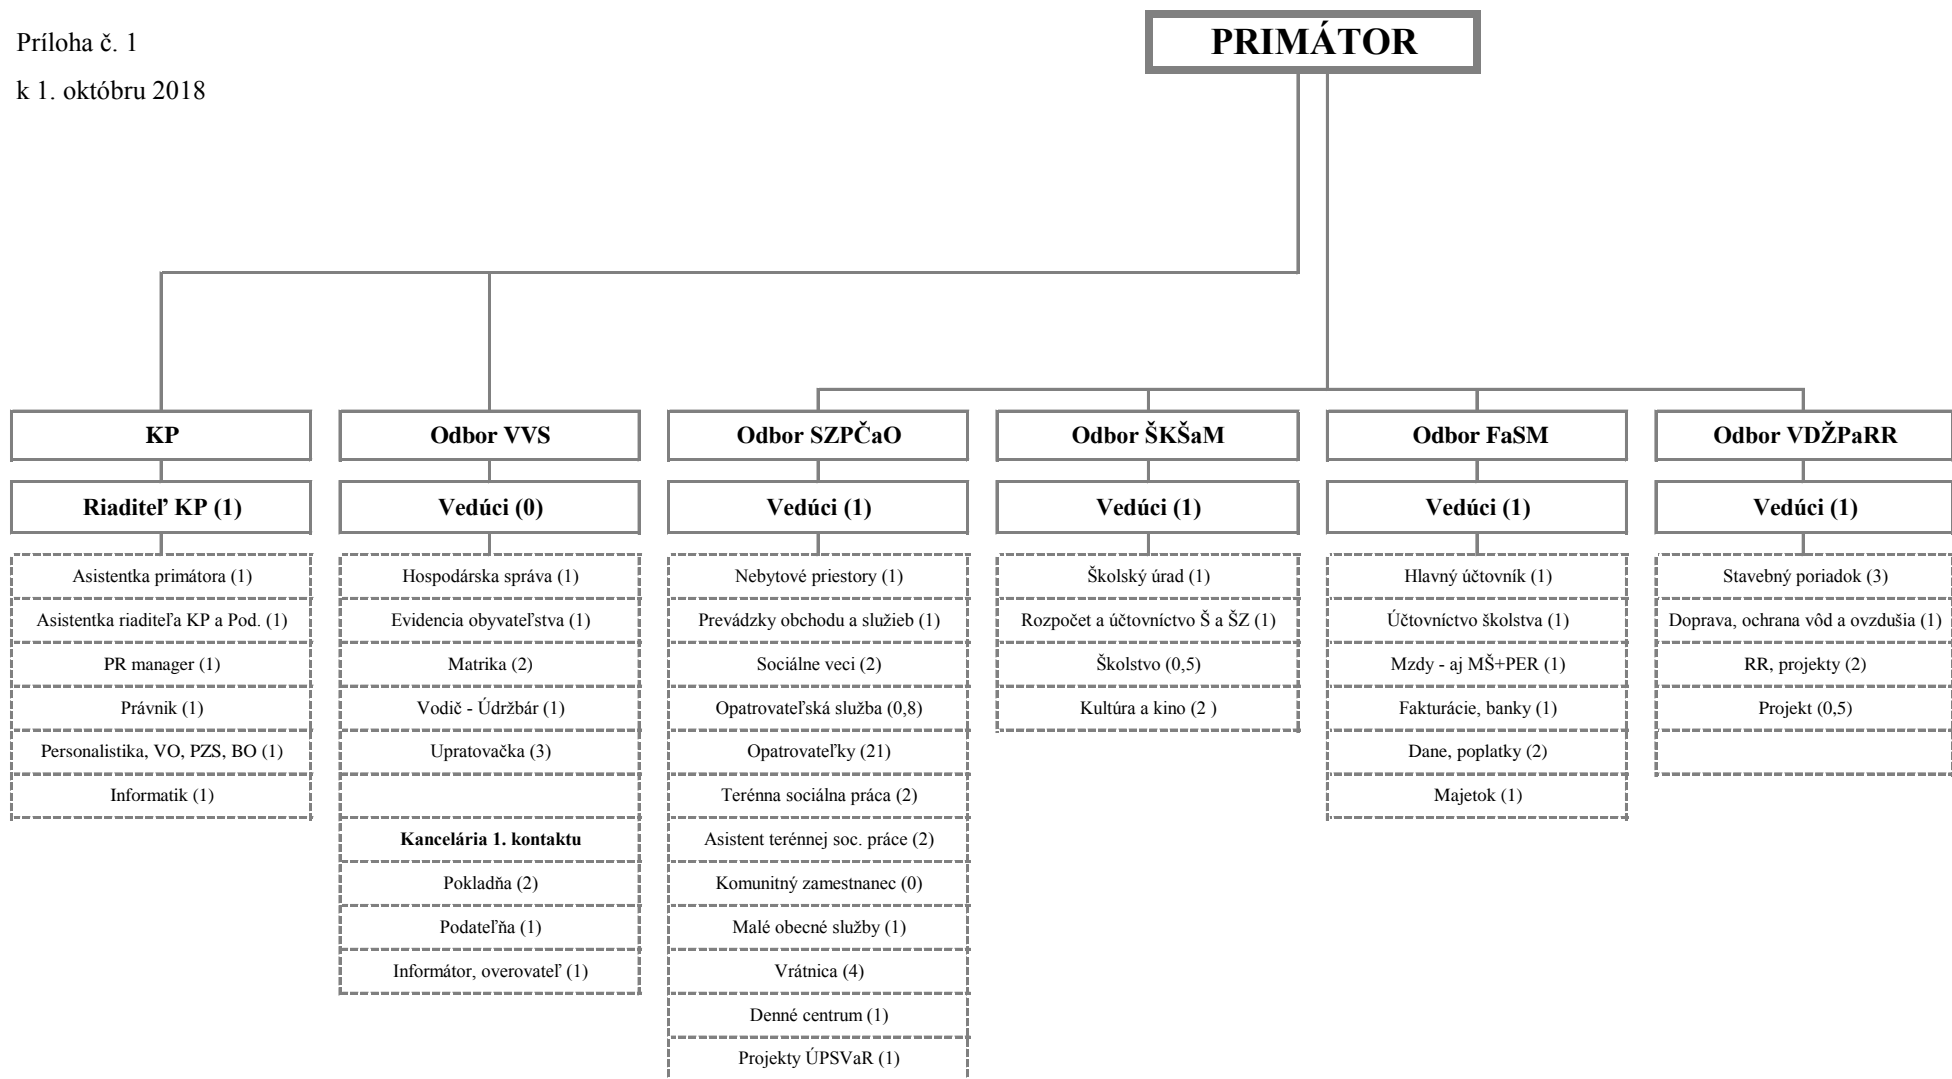 Príloha č. 1
k 1. októbru 2018
PRIMÁTOR
KP
Riaditeľ KP (1)
Asistentka primátora (1)
Asistentka riaditeľa KP a Pod. (1)
PR manager (1)
Právnik (1)
Personalistika, VO, PZS, BO (1)
Informatik (1)
Odbor VVS
Vedúci (0)
Hospodárska správa (1)
Evidencia obyvateľstva (1)
Matrika (2)
Vodič - Údržbár (1)
Upratovačka (3)
Kancelária 1. kontaktu
Pokladňa (2)
Podateľňa (1)
Informátor, overovateľ (1)
Odbor SZPČaO
Vedúci (1)
Nebytové priestory (1)
Prevádzky obchodu a služieb (1)
Sociálne veci (2)
Opatrovateľská služba (0,8)
Opatrovateľky (21)
Terénna sociálna práca (2)
Asistent terénnej soc. práce (2)
Komunitný zamestnanec (0)
Malé obecné služby (1)
Vrátnica (4)
Denné centrum (1)
Projekty ÚPSVaR (1)
Odbor ŠKŠaM
Vedúci (1)
Školský úrad (1)
Rozpočet a účtovníctvo Š a ŠZ (1)
Školstvo (0,5)
Kultúra a kino (2 )
Odbor FaSM
Vedúci (1)
Hlavný účtovník (1)
Účtovníctvo školstva (1)
Mzdy - aj MŠ+PER (1)
Fakturácie, banky (1)
Dane, poplatky (2)
Majetok (1)
Odbor VDŽPaRR
Vedúci (1)
Stavebný poriadok (3)
Doprava, ochrana vôd a ovzdušia (1)
RR, projekty (2)
Projekt (0,5)